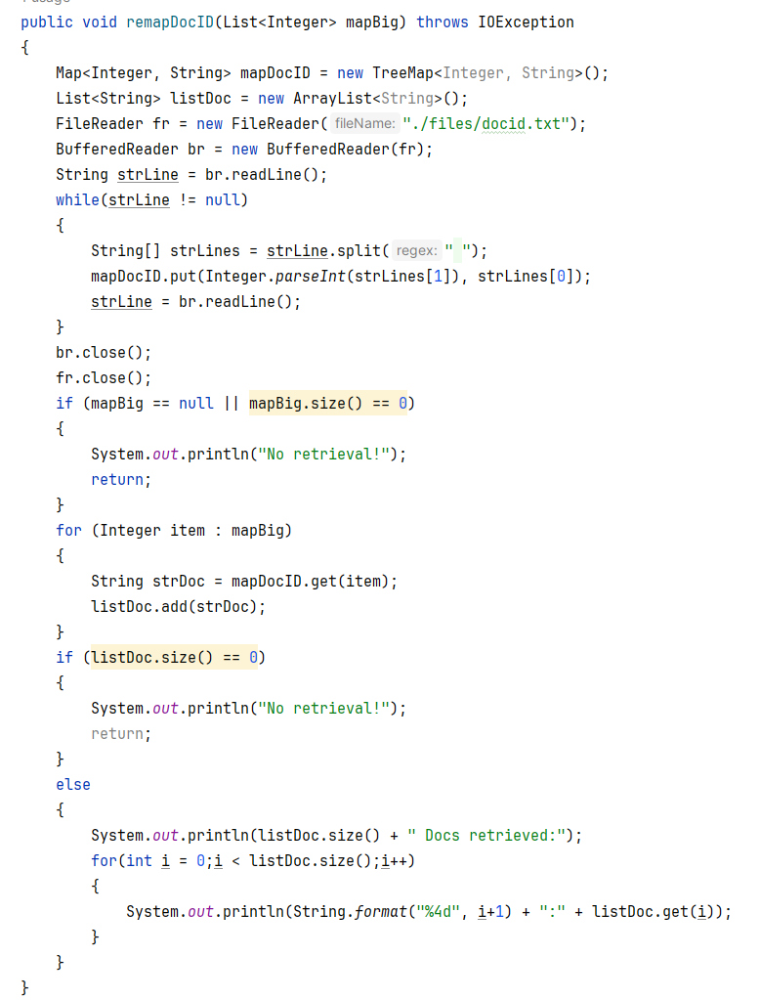 public void remapDocID(List<Integer> mapBig) throws IOException
{
    Map<Integer, String> mapDocID = new TreeMap<Integer, String>();
    List<String> listDoc = new ArrayList<String>();
    FileReader fr = new FileReader( fileName: "./files/docid.txt");
    BufferedReader br = new BufferedReader(fr);
    String strLine = br.readLine();
    while(strLine != null)
    {
        String[] strLines = strLine.split( regex: " ");
        mapDocID.put(Integer.parseInt(strLines[1]), strLines[0]);
        strLine = br.readLine();
    }
    br.close();
    fr.close();
    if (mapBig == null || mapBig.size() == 0)
    {
        System.out.println("No retrieval!");
        return;
    }
    for (Integer item : mapBig)
    {
        String strDoc = mapDocID.get(item);
        listDoc.add(strDoc);
    }
    if (listDoc.size() == 0)
    {
        System.out.println("No retrieval!");
        return;
    }
    else
    {
        System.out.println(listDoc.size() + " Docs retrieved:");
        for(int i = 0;i < listDoc.size();i++)
        {
            System.out.println(String.format("%4d", i+1) + ":" + listDoc.get(i));
        }
    }
}